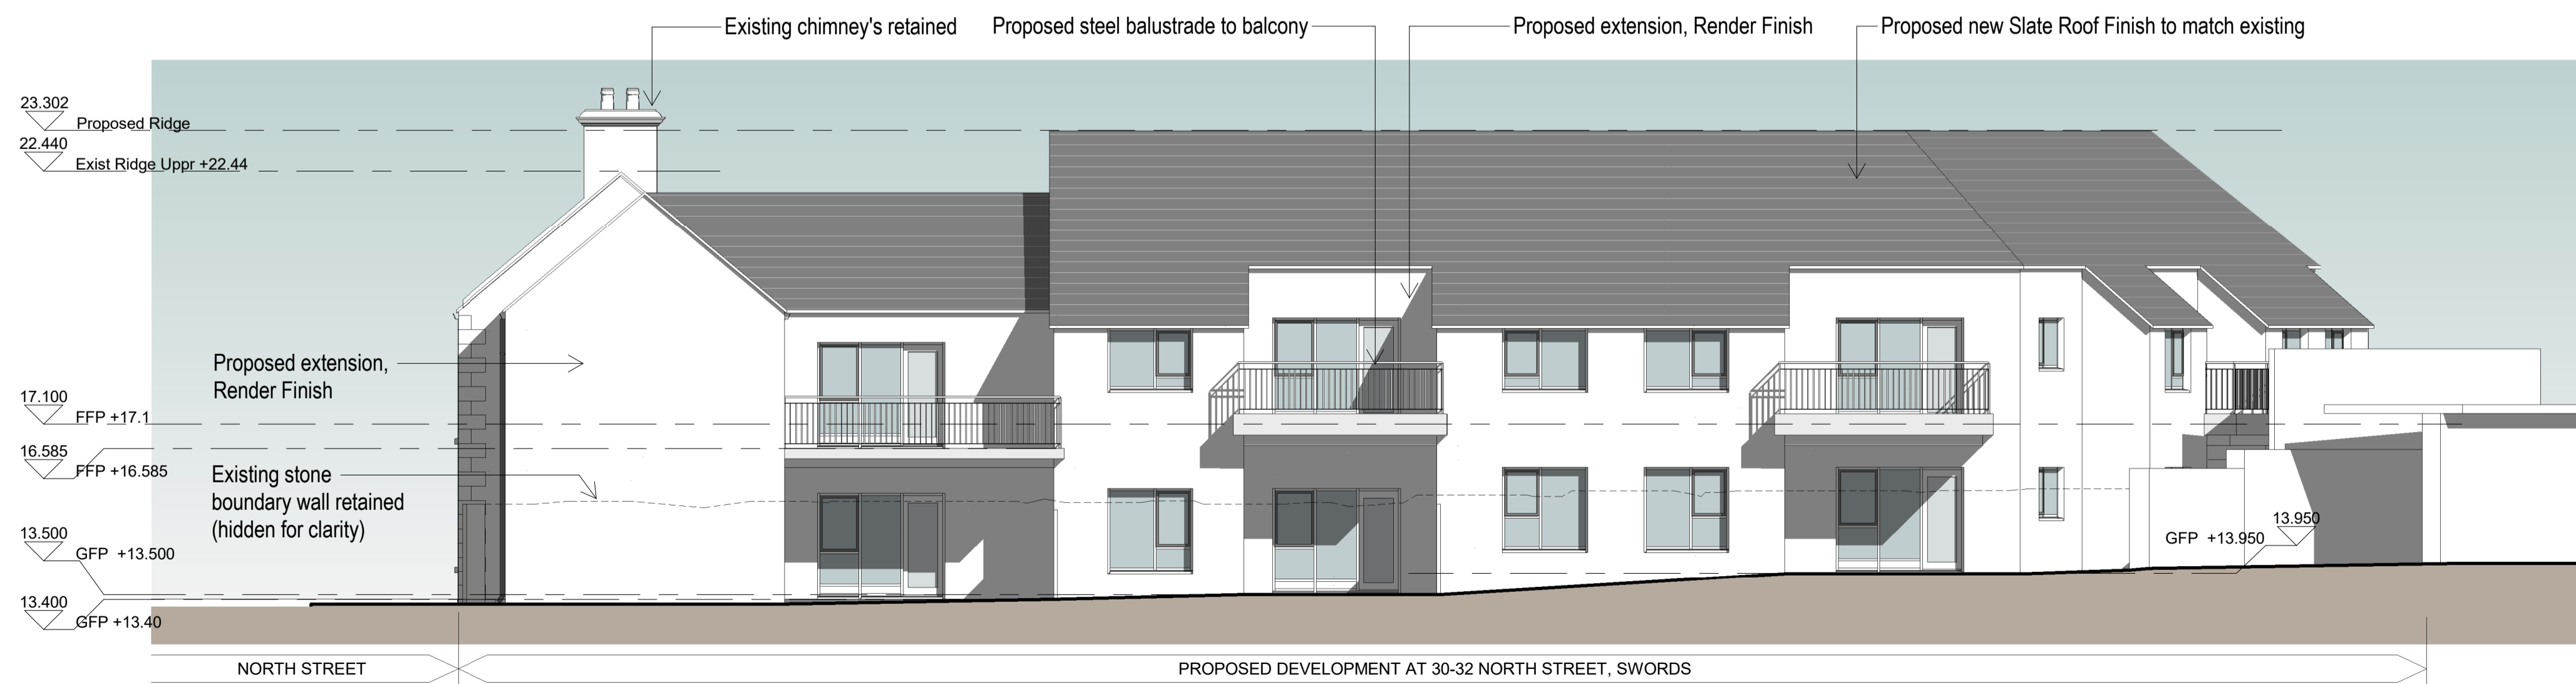 Existing chimney's retained
Proposed steel balustrade to balcony
Proposed extension, Render Finish
Proposed new Slate Roof Finish to match existing
23.302
Proposed Ridge
22.440
Exist Ridge Uppr +22.44
Proposed extension,
Render Finish
17.100
FFP +17.1
16.585
FFP +16.585
Existing stone
boundary wall retained
(hidden for clarity)
13.500
GFP +13.500
13.950
GFP +13.950
13.400
GFP +13.40
NORTH STREET
PROPOSED DEVELOPMENT AT 30-32 NORTH STREET, SWORDS